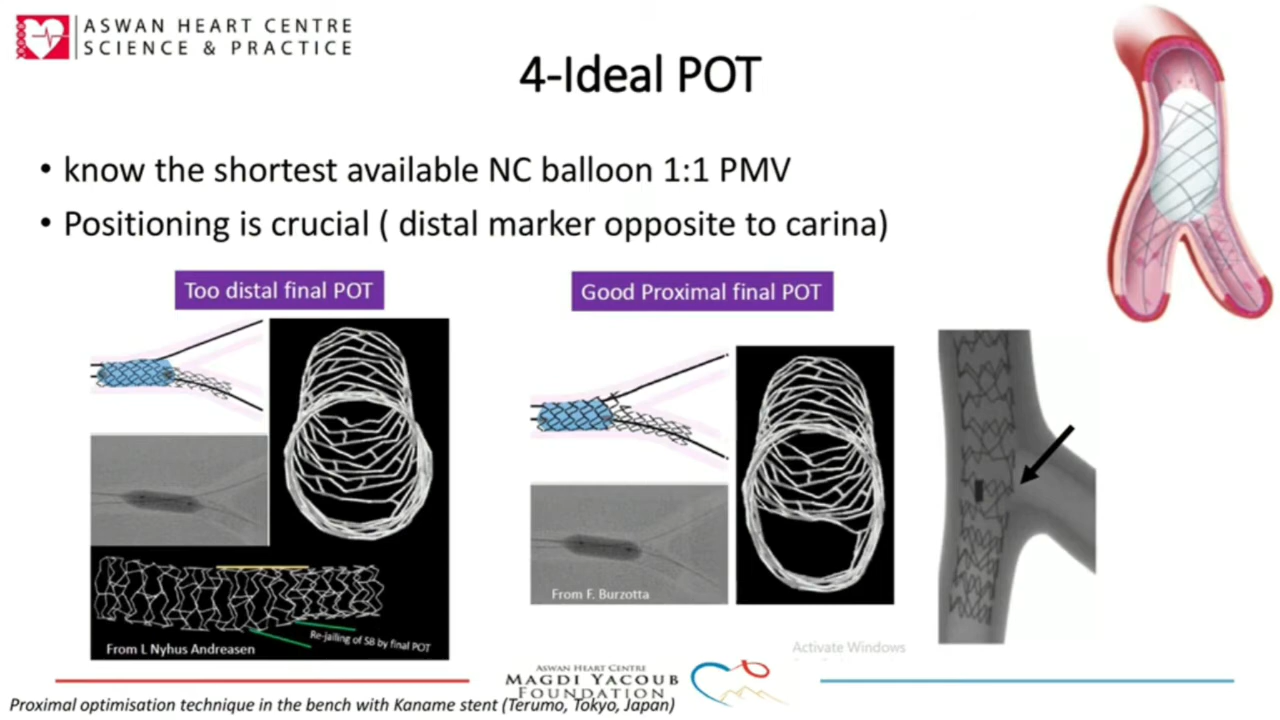 ASWAN HEART CENTRE
SCIENCE & PRACTICE
4-Ideal POT
• know the shortest available NC balloon 1:1 PMV
• Positioning is crucial ( distal marker opposite to carina)
Too distal final POT
Good Proximal final POT
From F. Burzotta
Re-jailing of SB by final POT
From L Nyhus Andreasen
Activate Windows
ASWAN HEART CENTRE
MAGDI YACOUB
FOUNDATION
Proximal optimisation technique in the bench with Kaname stent (Terumo, Tokyo, Japan)